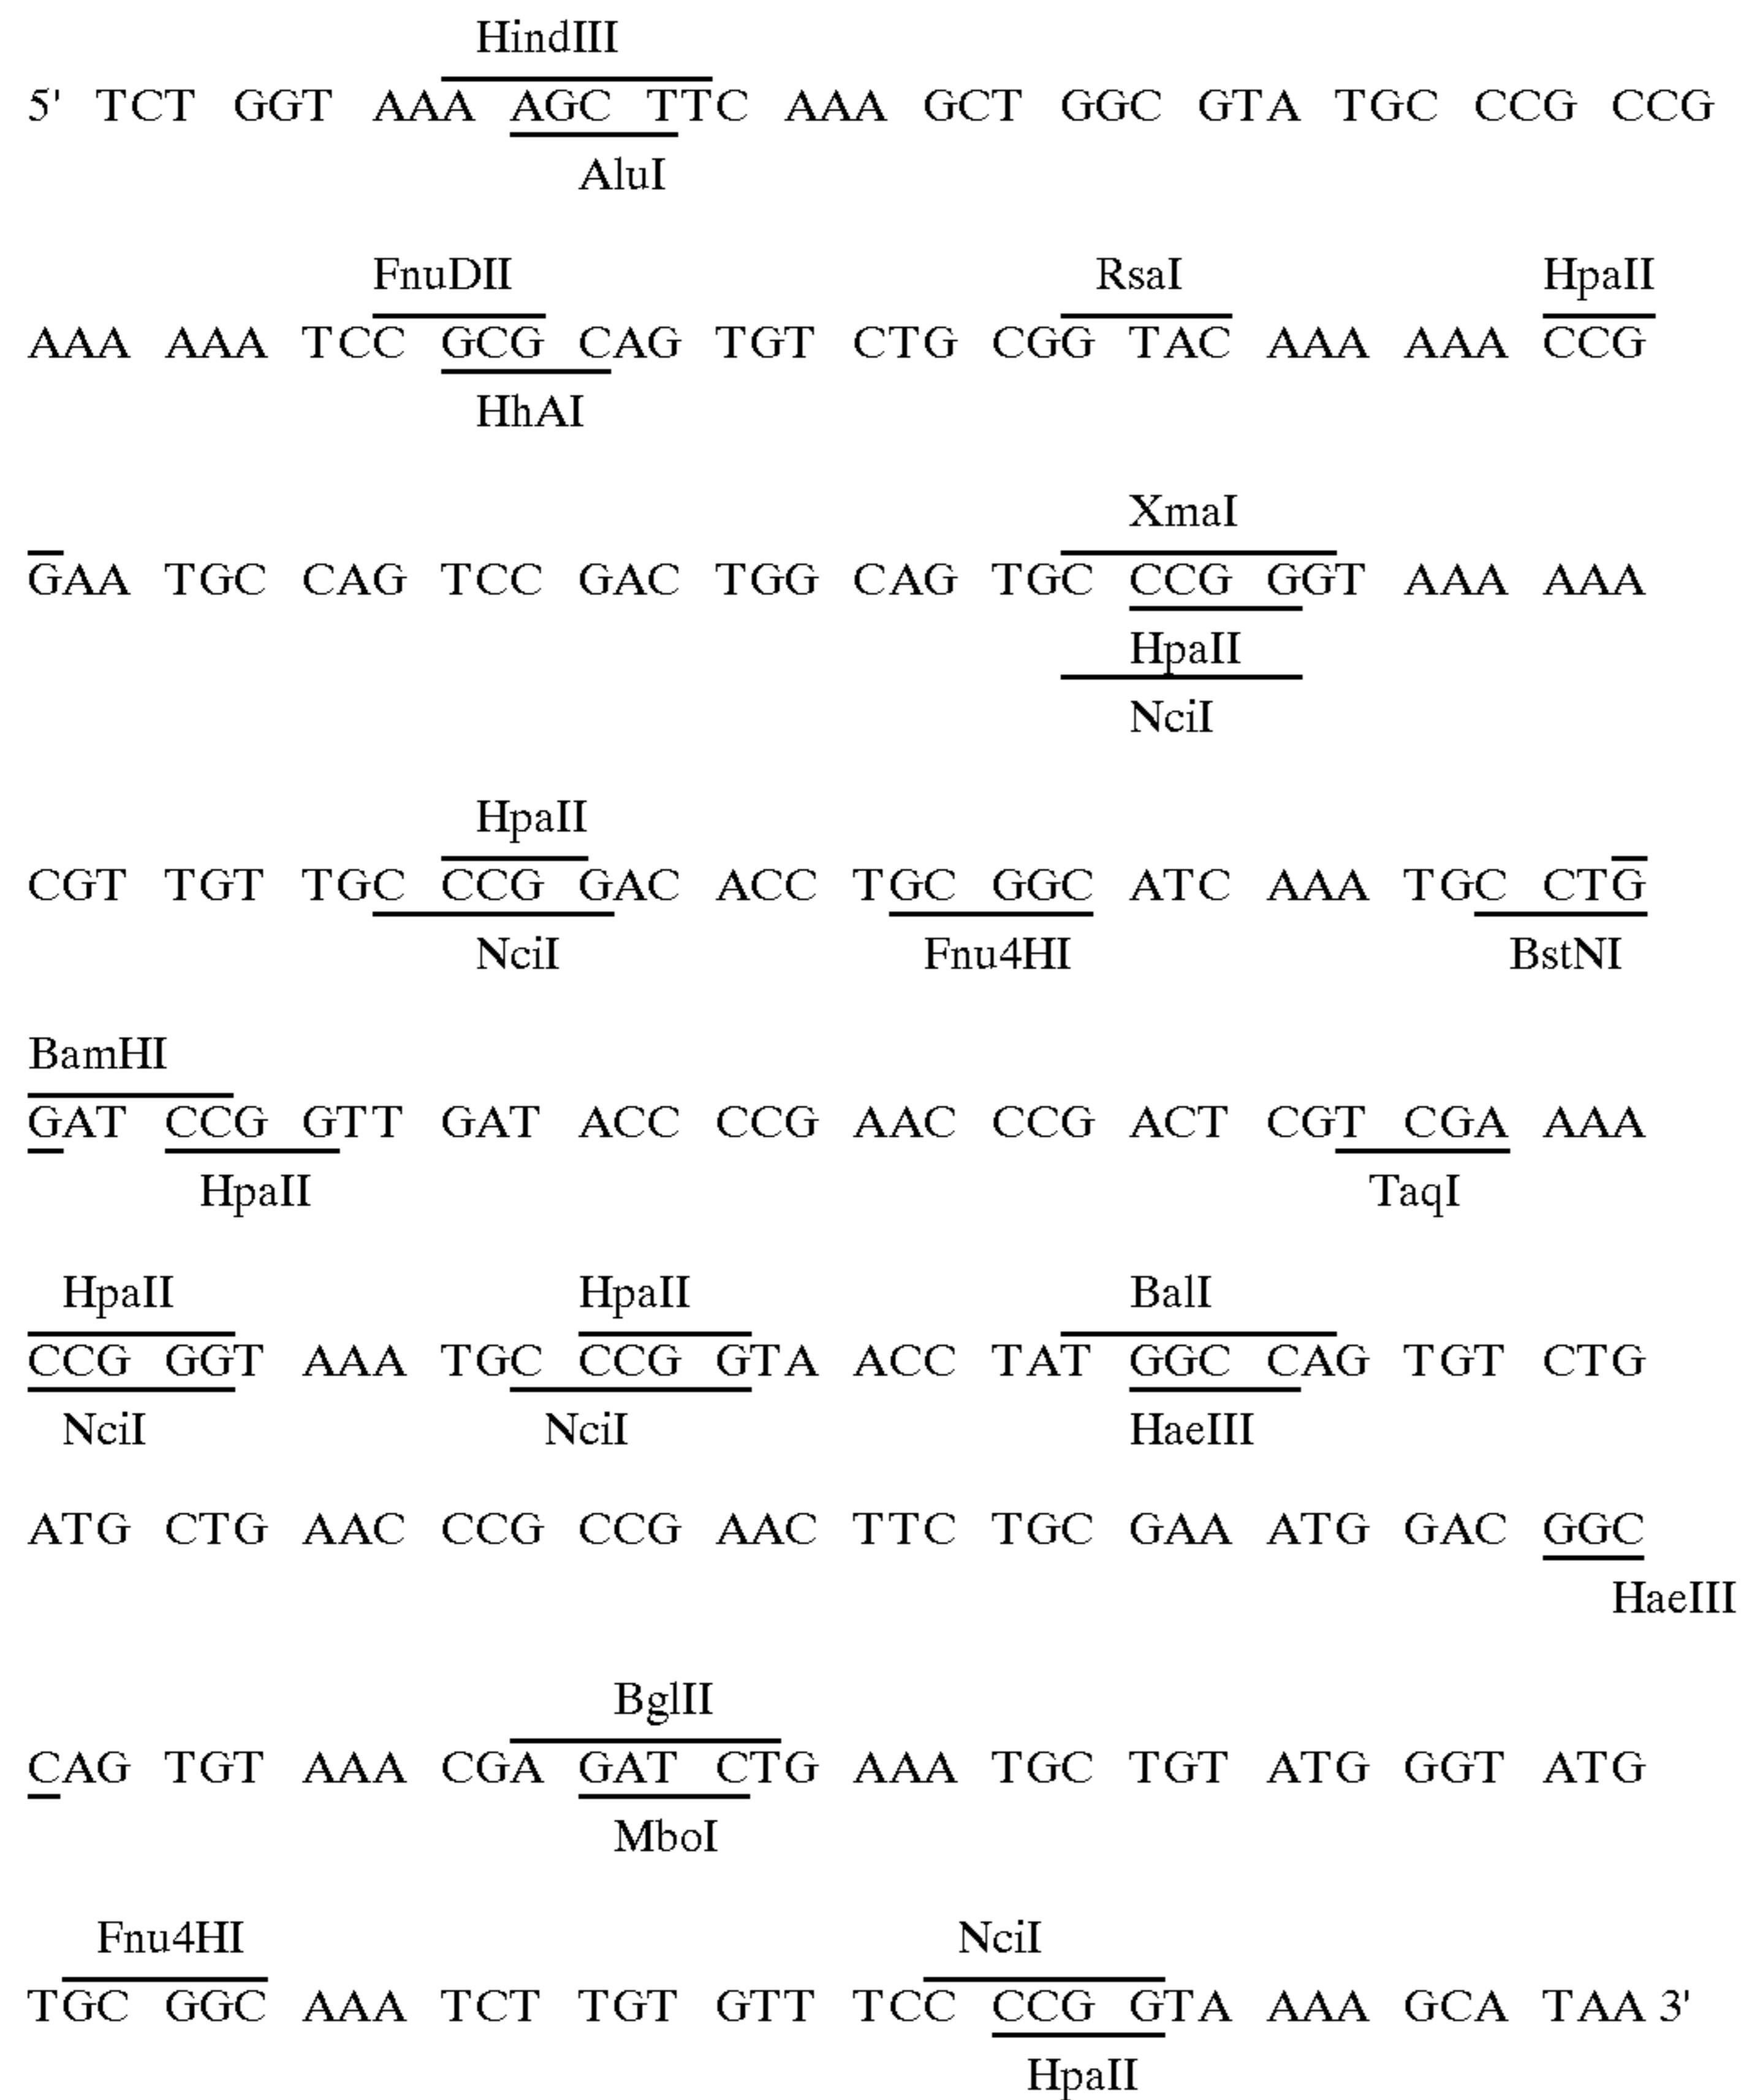 HindIII
5' TCT GGT AAA AGC TTC AAA GCT GGC GTA TGC CCG CCG
AluI
FnuDII RsaI HpaII
AAA AAA TCC GCG CAG TGT CTG CGG TAC AAA AAA CCG
HhAI
XmaI
GAA TGC CAG TCC GAC TGG CAG TGC CCG GGT AAA AAA
HpaII
NciI
HpaII
CGT TGT TGC CCG GAC ACC TGC GGC ATC AAA TGC CTG
NciI Fnu4HI BstNI
BamHI
GAT CCG GTT GAT ACC CCG AAC CCG ACT CGT CGA AAA
HpaII TaqI
HpaII HpaII BalI
CCG GGT AAA TGC CCG GTA ACC TAT GGC CAG TGT CTG
NciI NciI HaeIII
ATG CTG AAC CCG CCG AAC TTC TGC GAA ATG GAC GGC
HaeIII
BglII
CAG TGT AAA CGA GAT CTG AAA TGC TGT ATG GGT ATG
MboI
Fnu4HI NciI
TGC GGC AAA TCT TGT GTT TCC CCG GTA AAA GCA TAA 3'
HpaII